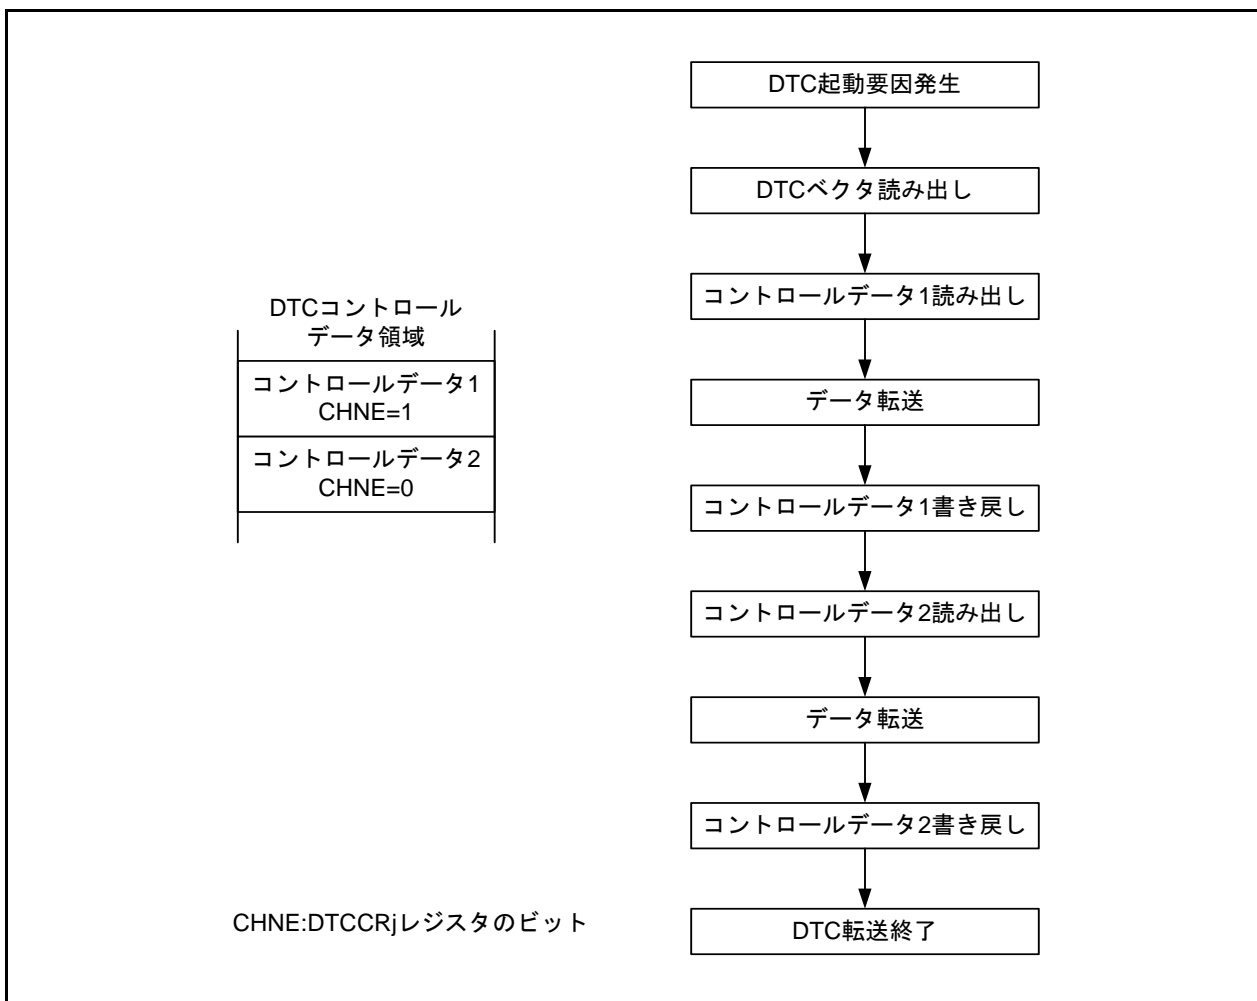 DTC起動要因発生
DTCベクタ読み出し
コントロールデータ1読み出し
データ転送
コントロールデータ1書き戻し
コントロールデータ2読み出し
データ転送
コントロールデータ2書き戻し
DTC転送終了
DTCコントロール
データ領域
コントロールデータ1
CHNE=1
コントロールデータ2
CHNE=0
CHNE:DTCCRjレジスタのビット